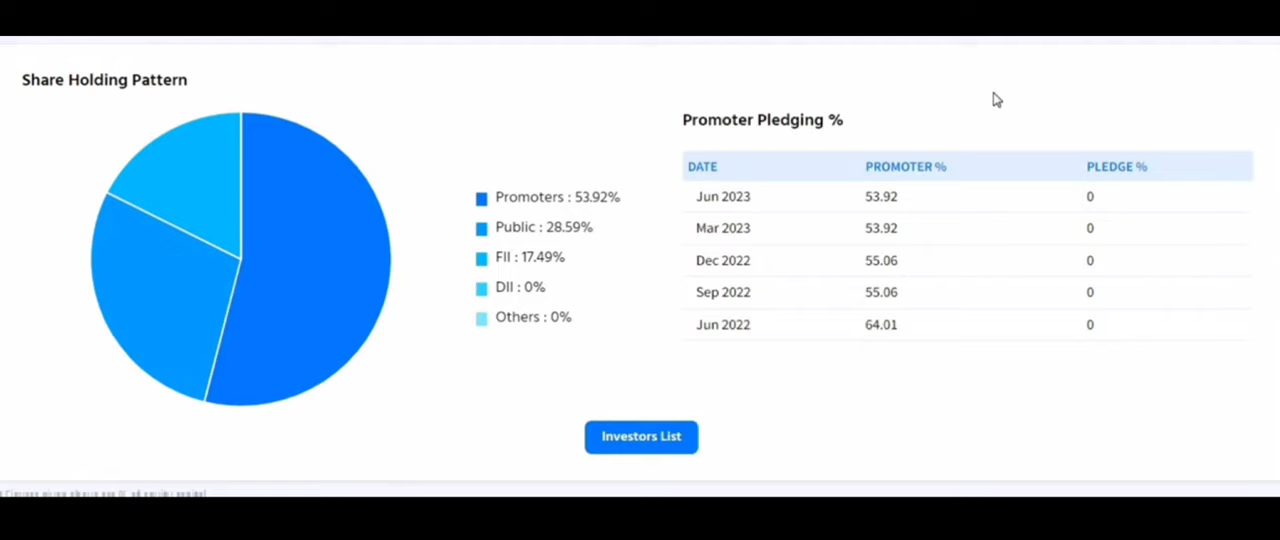 Share Holding Pattern
Promoters : 53.92%
Public : 28.59%
FII : 17.49%
DII : 0%
Others : 0%
Promoter Pledging %
DATE PROMOTER % PLEDGE %
Jun 2023 53.92 0
Mar 2023 53.92 0
Dec 2022 55.06 0
Sep 2022 55.06 0
Jun 2022 64.01 0
Investors List